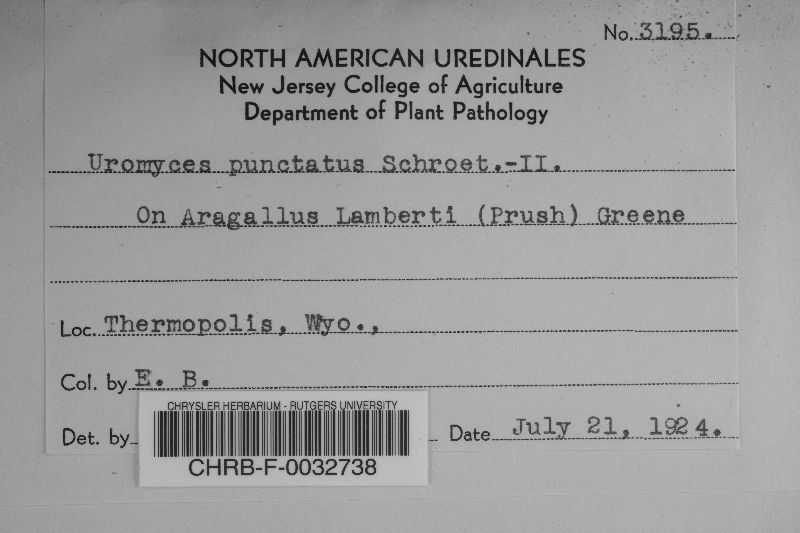 No. 3195.
NORTH AMERICAN UREDINALES
New Jersey College of Agriculture
Department of Plant Pathology
Uromyces punctatus Schroet.-II.
On Aragallus Lamberti (Prush) Greene
Loc. Thermopolis, Wyo.,
Col. by E. B.
Det. by
Date July 21, 1924.
CHRYSLER HERBARIUM - RUTGERS UNIVERSITY
CHRB-F-0032738